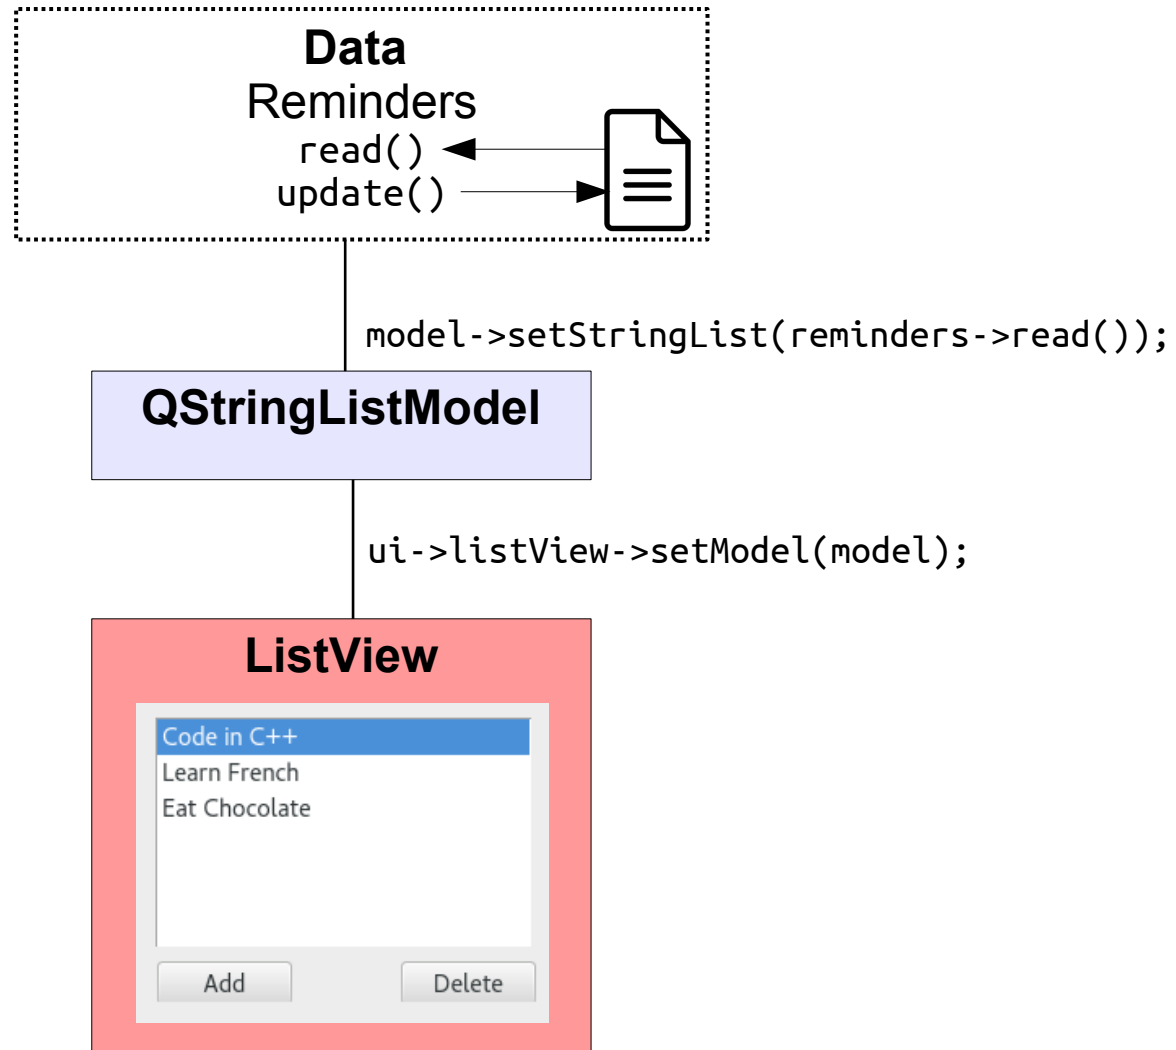 Data
Reminders
read()
update()
model->setStringList(reminders->read());
QStringListModel
ui->listView->setModel(model);
ListView
Code in C++
Learn French
Eat Chocolate
Add Delete